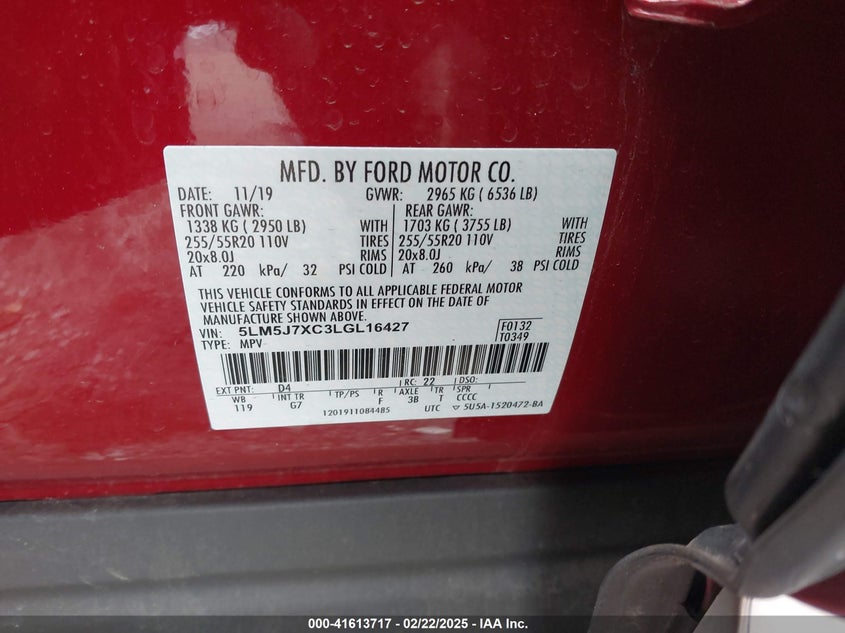 MFD. BY FORD MOTOR CO.
DATE: 11/19 GVWR: 2965 KG ( 6536 LB)
FRONT GAWR: REAR GAWR:
1338 KG ( 2950 LB) WITH 1703 KG ( 3755 LB) WITH
255/55R20 110V TIRES 255/55R20 110V TIRES
20x8.0J RIMS 20x8.0J RIMS
AT 220 kPa/ 32 PSI COLD AT 260 kPa/ 38 PSI COLD
THIS VEHICLE CONFORMS TO ALL APPLICABLE FEDERAL MOTOR
VEHICLE SAFETY STANDARDS IN EFFECT ON THE DATE OF
MANUFACTURE SHOWN ABOVE.
VIN: 5LM5J7XC3LGL16427 F0132
TYPE: MPV T0349
EXT PNT: D4 RC: 22 DSO:
WB INT TR TP/PS R AXLE TR SPR
119 G7 F 3B T CCCC
1201911084485 UTC ▽ 5U5A-1520472-BA
000-41613717 - 02/22/2025 - IAA Inc.